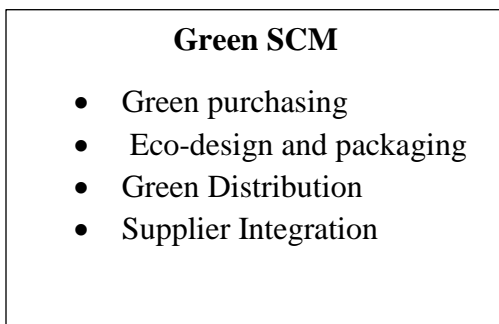 Green SCM
• Green purchasing
• Eco-design and packaging
• Green Distribution
• Supplier Integration